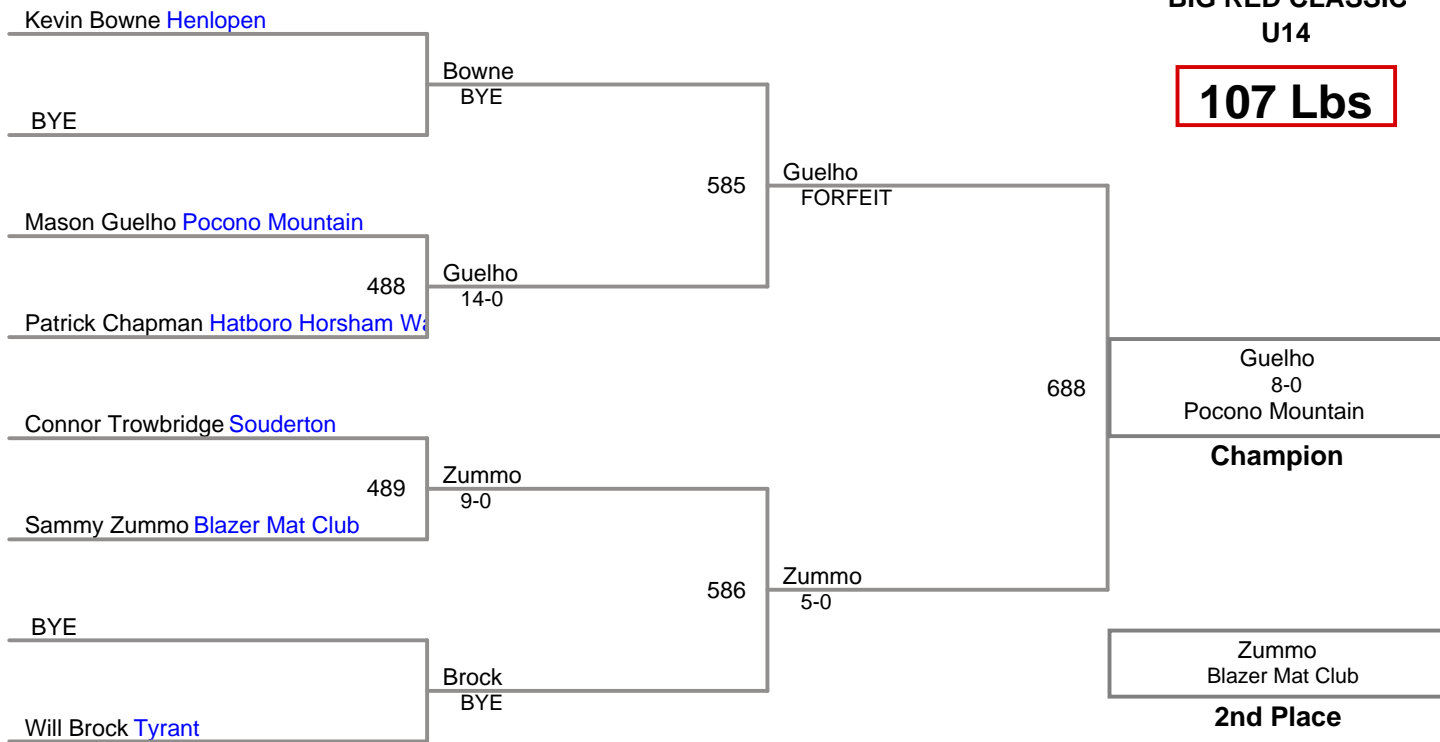 BIG RED CLASSIC
U14
107 Lbs
Kevin Bowne Henlopen
Bowne
BYE
BYE
585
Guelho
FORFEIT
Mason Guelho Pocono Mountain
488
Guelho
14-0
Patrick Chapman Hatboro Horsham
688
Guelho
8-0
Pocono Mountain
Champion
Connor Trowbridge Souderton
489
Zummo
9-0
Sammy Zummo Blazer Mat Club
586
Zummo
5-0
BYE
Brock
BYE
Will Brock Tyrant
Zummo
Blazer Mat Club
2nd Place